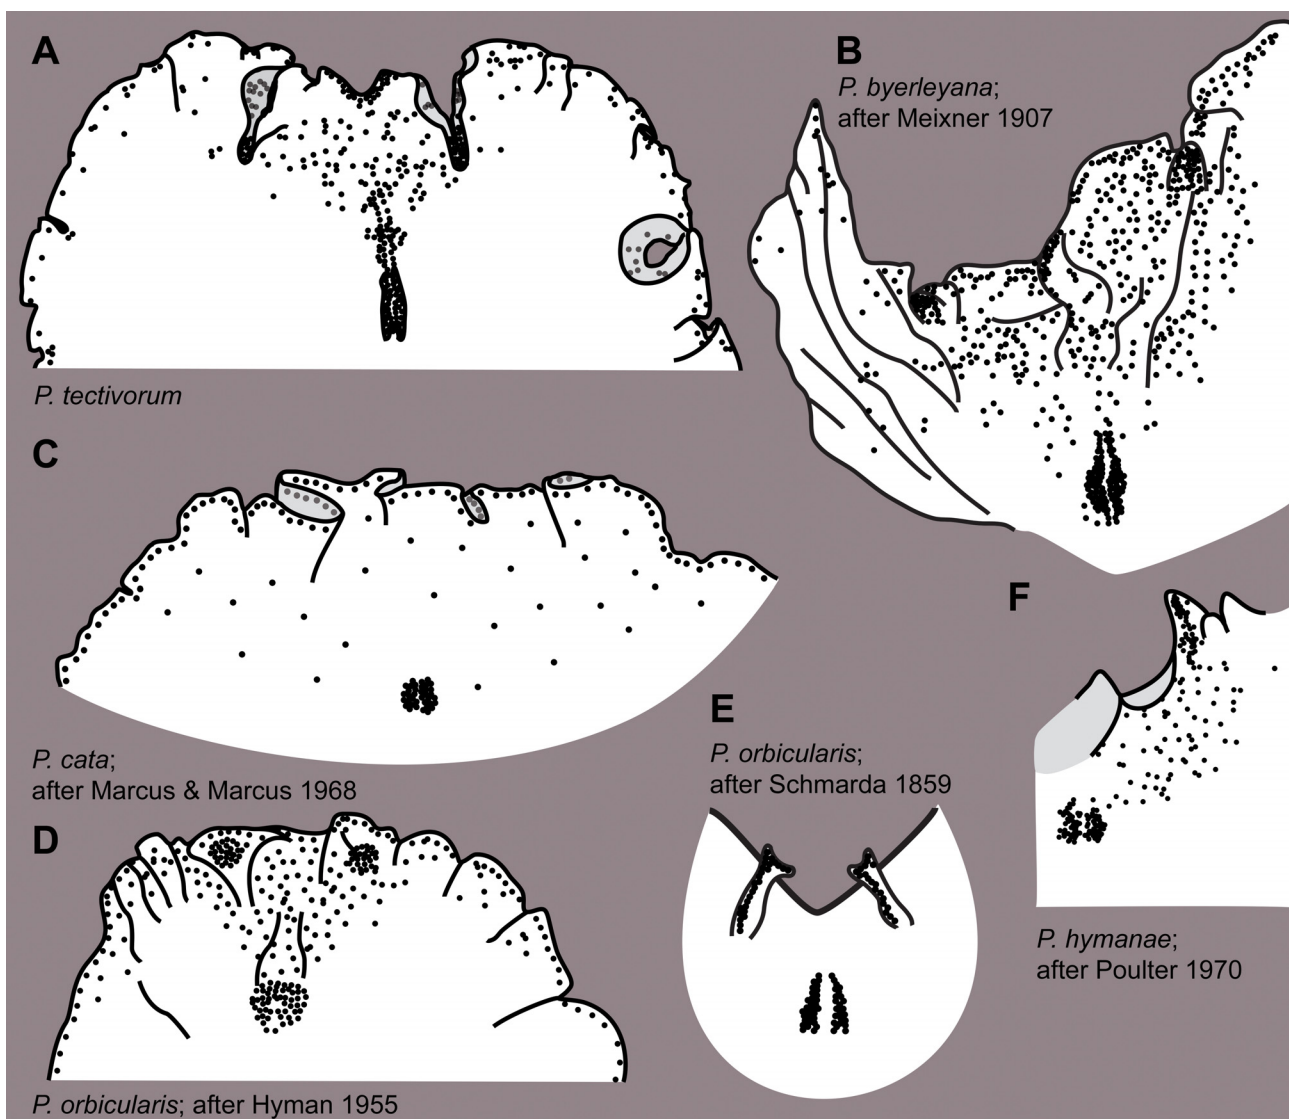 A
P. tectivorum
B
P. byerleyana;
after Meixner 1907
C
P. cata;
after Marcus & Marcus 1968
D
P. orbicularis; after Hyman 1955
E
P. orbicularis;
after Schmarda 1859
F
P. hymanae;
after Poulter 1970